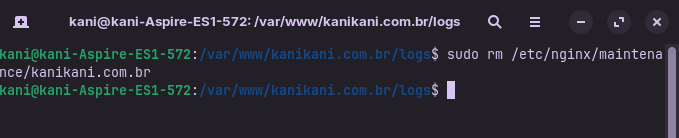 kani@kani-Aspire-ES1-572: /var/www/kanikani.com.br/logs
kani@kani-Aspire-ES1-572:/var/www/kanikani.com.br/logs$ sudo rm /etc/nginx/maintena
nce/kanikani.com.br
kani@kani-Aspire-ES1-572:/var/www/kanikani.com.br/logs$